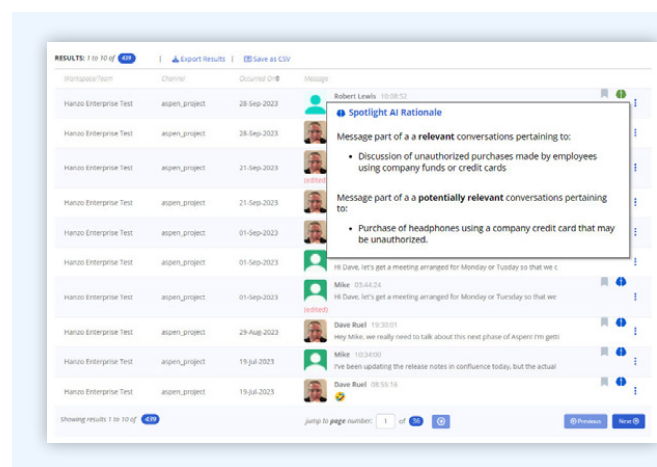 RESULTS: 1 to 10 of 439 | Export Results | Save as CSV
Workspace/Team Channel Occurred On Message
Robert Lewis 10:08:52
Hanzo Enterprise Test aspen_project 28-Sep-2023
Spotlight AI Rationale
Message part of a a relevant conversations pertaining to:
Hanzo Enterprise Test aspen_project 28-Sep-2023
• Discussion of unauthorized purchases made by employees
using company funds or credit cards
Hanzo Enterprise Test aspen_project 21-Sep-2023
(edited)
Message part of a a potentially relevant conversations pertaining
to:
Hanzo Enterprise Test aspen_project 21-Sep-2023
• Purchase of headphones using a company credit card that may
be unauthorized.
Hanzo Enterprise Test aspen_project 01-Sep-2023
Hanzo Enterprise Test aspen_project 01-Sep-2023
Hi Dave, let's get a meeting arranged for Monday or Tusday so that we c
Mike 03:44:24
Hanzo Enterprise Test aspen_project 01-Sep-2023
Hi Dave, let's get a meeting arranged for Monday or Tuesday so that we
(edited)
Dave Ruel 19:30:01
Hanzo Enterprise Test aspen_project 29-Aug-2023
Hey Mike, we really need to talk about this next phase of Aspen! I'm getti
Mike 10:34:00
Hanzo Enterprise Test aspen_project 19-Jul-2023
I've been updating the release notes in confluence today, but the actual
Dave Ruel 08:55:16
Hanzo Enterprise Test aspen_project 19-Jul-2023
🤣
Showing results 1 to 10 of 439 jump to page number: 1 of 36 Previous Next